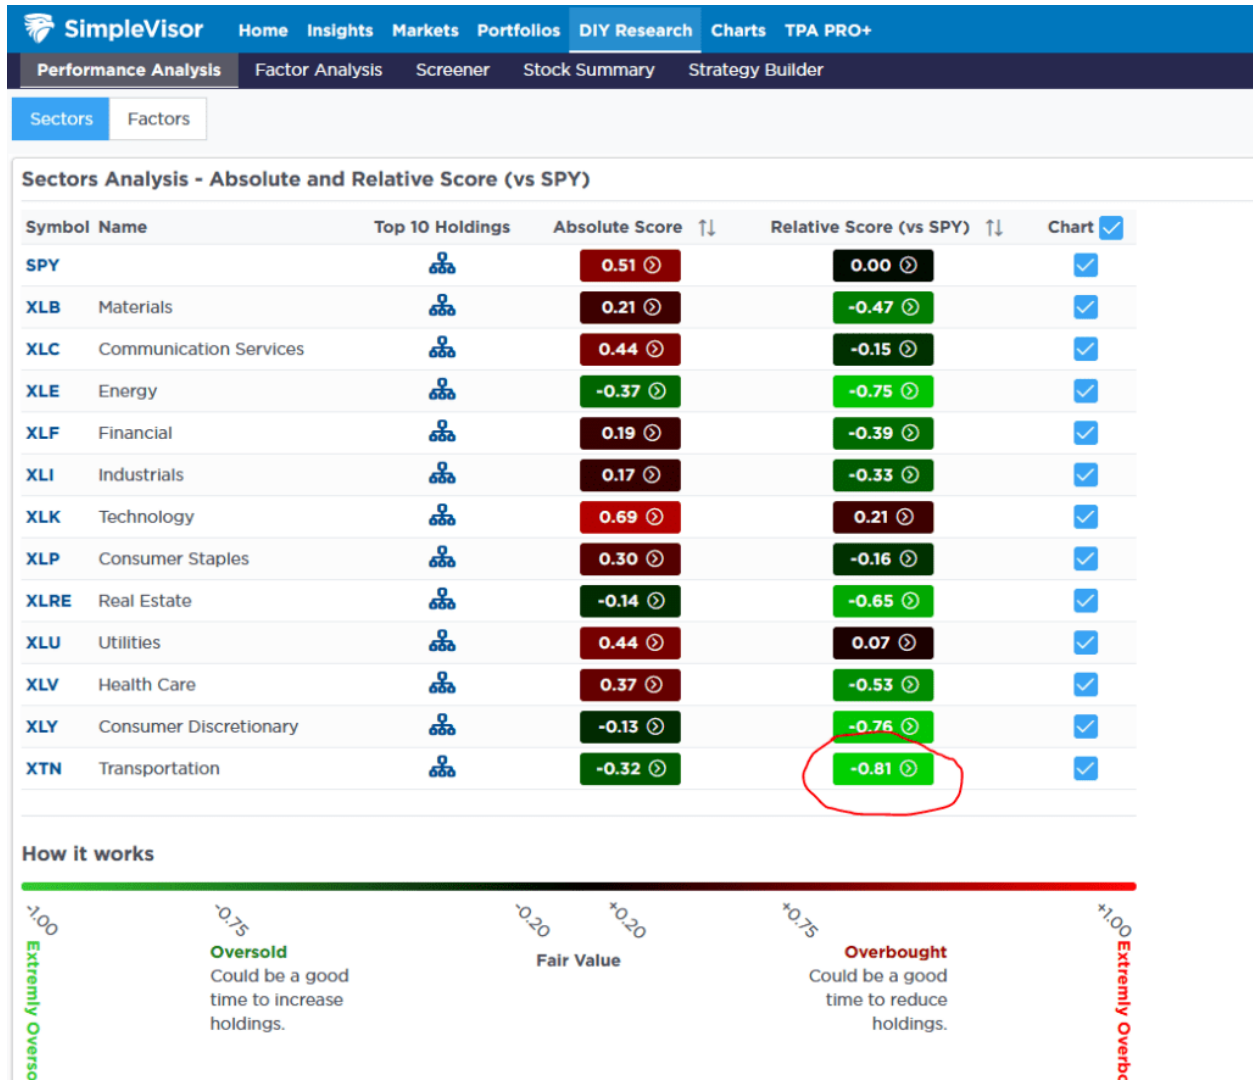 SimpleVisor Home Insights Markets Portfolios DIY Research Charts TPA PRO+
Performance Analysis Factor Analysis Screener Stock Summary Strategy Builder
Sectors Factors
Sectors Analysis - Absolute and Relative Score (vs SPY)
Symbol Name Top 10 Holdings Absolute Score Relative Score (vs SPY) Chart
SPY 0.51 0.00
XLB Materials 0.21 -0.47
XLC Communication Services 0.44 -0.15
XLE Energy -0.37 -0.75
XLF Financial 0.19 -0.39
XLI Industrials 0.17 -0.33
XLK Technology 0.69 0.21
XLP Consumer Staples 0.30 -0.16
XLRE Real Estate -0.14 -0.65
XLU Utilities 0.44 0.07
XLV Health Care 0.37 -0.53
XLY Consumer Discretionary -0.13 -0.76
XTN Transportation -0.32 -0.81
How it works
-1.00 -0.75 -0.20 +0.20 +0.75 +1.00
Extremly Overso
Oversold
Could be a good
time to increase
holdings.
Fair Value
Overbought
Could be a good
time to reduce
holdings.
Extremly Overbo